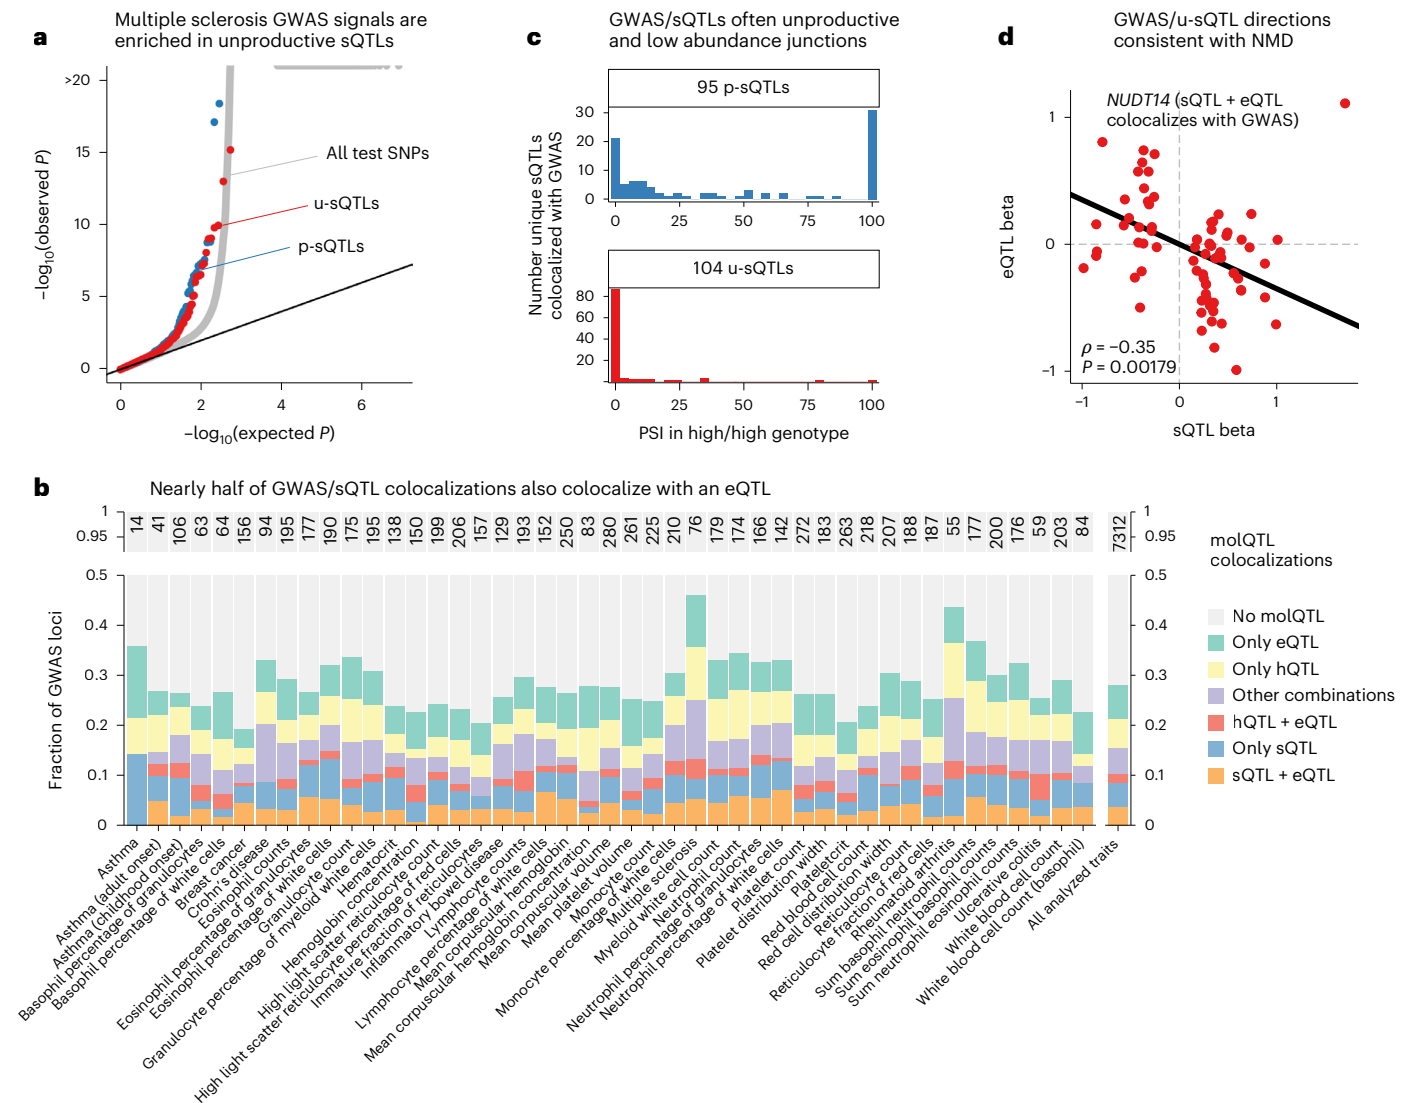 a
Multiple sclerosis GWAS signals are
enriched in unproductive sQTLs
>20
15
10
5
0
−log10(observed P)
All test SNPs
u-sQTLs
p-sQTLs
0
2
4
6
−log10(expected P)
c
GWAS/sQTLs often unproductive
and low abundance junctions
95 p-sQTLs
30
20
10
0
0
25
50
75
100
104 u-sQTLs
80
60
40
20
0
25
50
75
100
Number unique sQTLs
colocalized with GWAS
PSI in high/high genotype
d
GWAS/u-sQTL directions
consistent with NMD
NUDT14 (sQTL + eQTL
colocalizes with GWAS)
1
0
−1
eQTL beta
ρ = −0.35
P = 0.00179
−1
0
1
sQTL beta
b
Nearly half of GWAS/sQTL colocalizations also colocalize with an eQTL
1
0.95
14
41
106
63
64
156
94
195
177
190
175
195
138
150
199
206
157
129
193
152
250
83
280
261
225
210
76
179
174
166
142
272
183
263
218
207
188
187
55
177
200
176
59
203
84
7312
1
0.95
0.5
0.4
0.3
0.2
0.1
0
Fraction of GWAS loci
0.5
0.4
0.3
0.2
0.1
0
molQTL
colocalizations
No molQTL
Only eQTL
Only hQTL
Other combinations
hQTL + eQTL
Only sQTL
sQTL + eQTL
Asthma
Asthma (adult onset)
Asthma (childhood onset)
Basophil percentage of granulocytes
Basophil percentage of white cells
Breast cancer
Crohn's disease
Eosinophil counts
Eosinophil percentage of granulocytes
Eosinophil percentage of white cells
Granulocyte count
Granulocyte percentage of myeloid white cells
Hematocrit
Hemoglobin concentration
High light scatter reticulocyte count
High light scatter reticulocyte percentage of red cells
Immature fraction of reticulocytes
Inflammatory bowel disease
Lymphocyte counts
Lymphocyte percentage of white cells
Mean corpuscular hemoglobin
Mean corpuscular hemoglobin concentration
Mean corpuscular volume
Mean platelet volume
Monocyte count
Monocyte percentage of white cells
Multiple sclerosis
Myeloid white cell count
Neutrophil count
Neutrophil percentage of granulocytes
Neutrophil percentage of white cells
Platelet count
Platelet distribution width
Plateletcrit
Red blood cell count
Red cell distribution width
Reticulocyte count
Reticulocyte fraction of red cells
Rheumatoid arthritis
Sum basophil neutrophil counts
Sum eosinophil basophil counts
Sum neutrophil eosinophil counts
Ulcerative colitis
White blood cell count
White blood cell count (basophil)
All analyzed traits